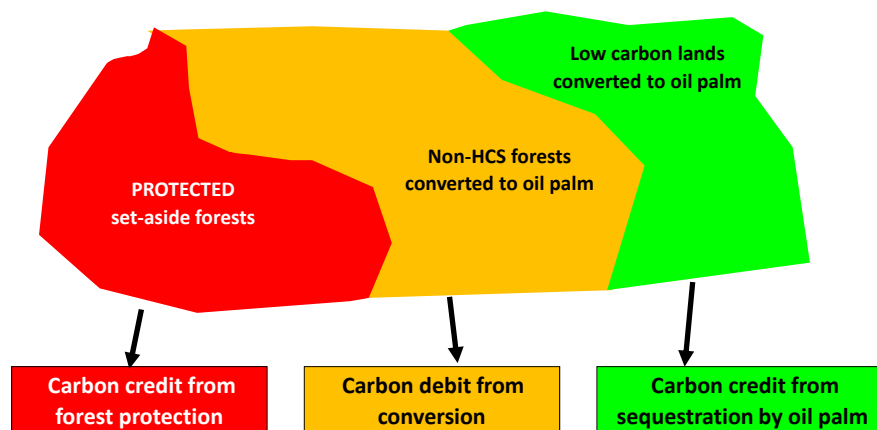 Low carbon lands
converted to oil palm
Non-HCS forests
converted to oil palm
PROTECTED
set-aside forests
Carbon credit from
forest protection
Carbon debit from
conversion
Carbon credit from
sequestration by oil palm